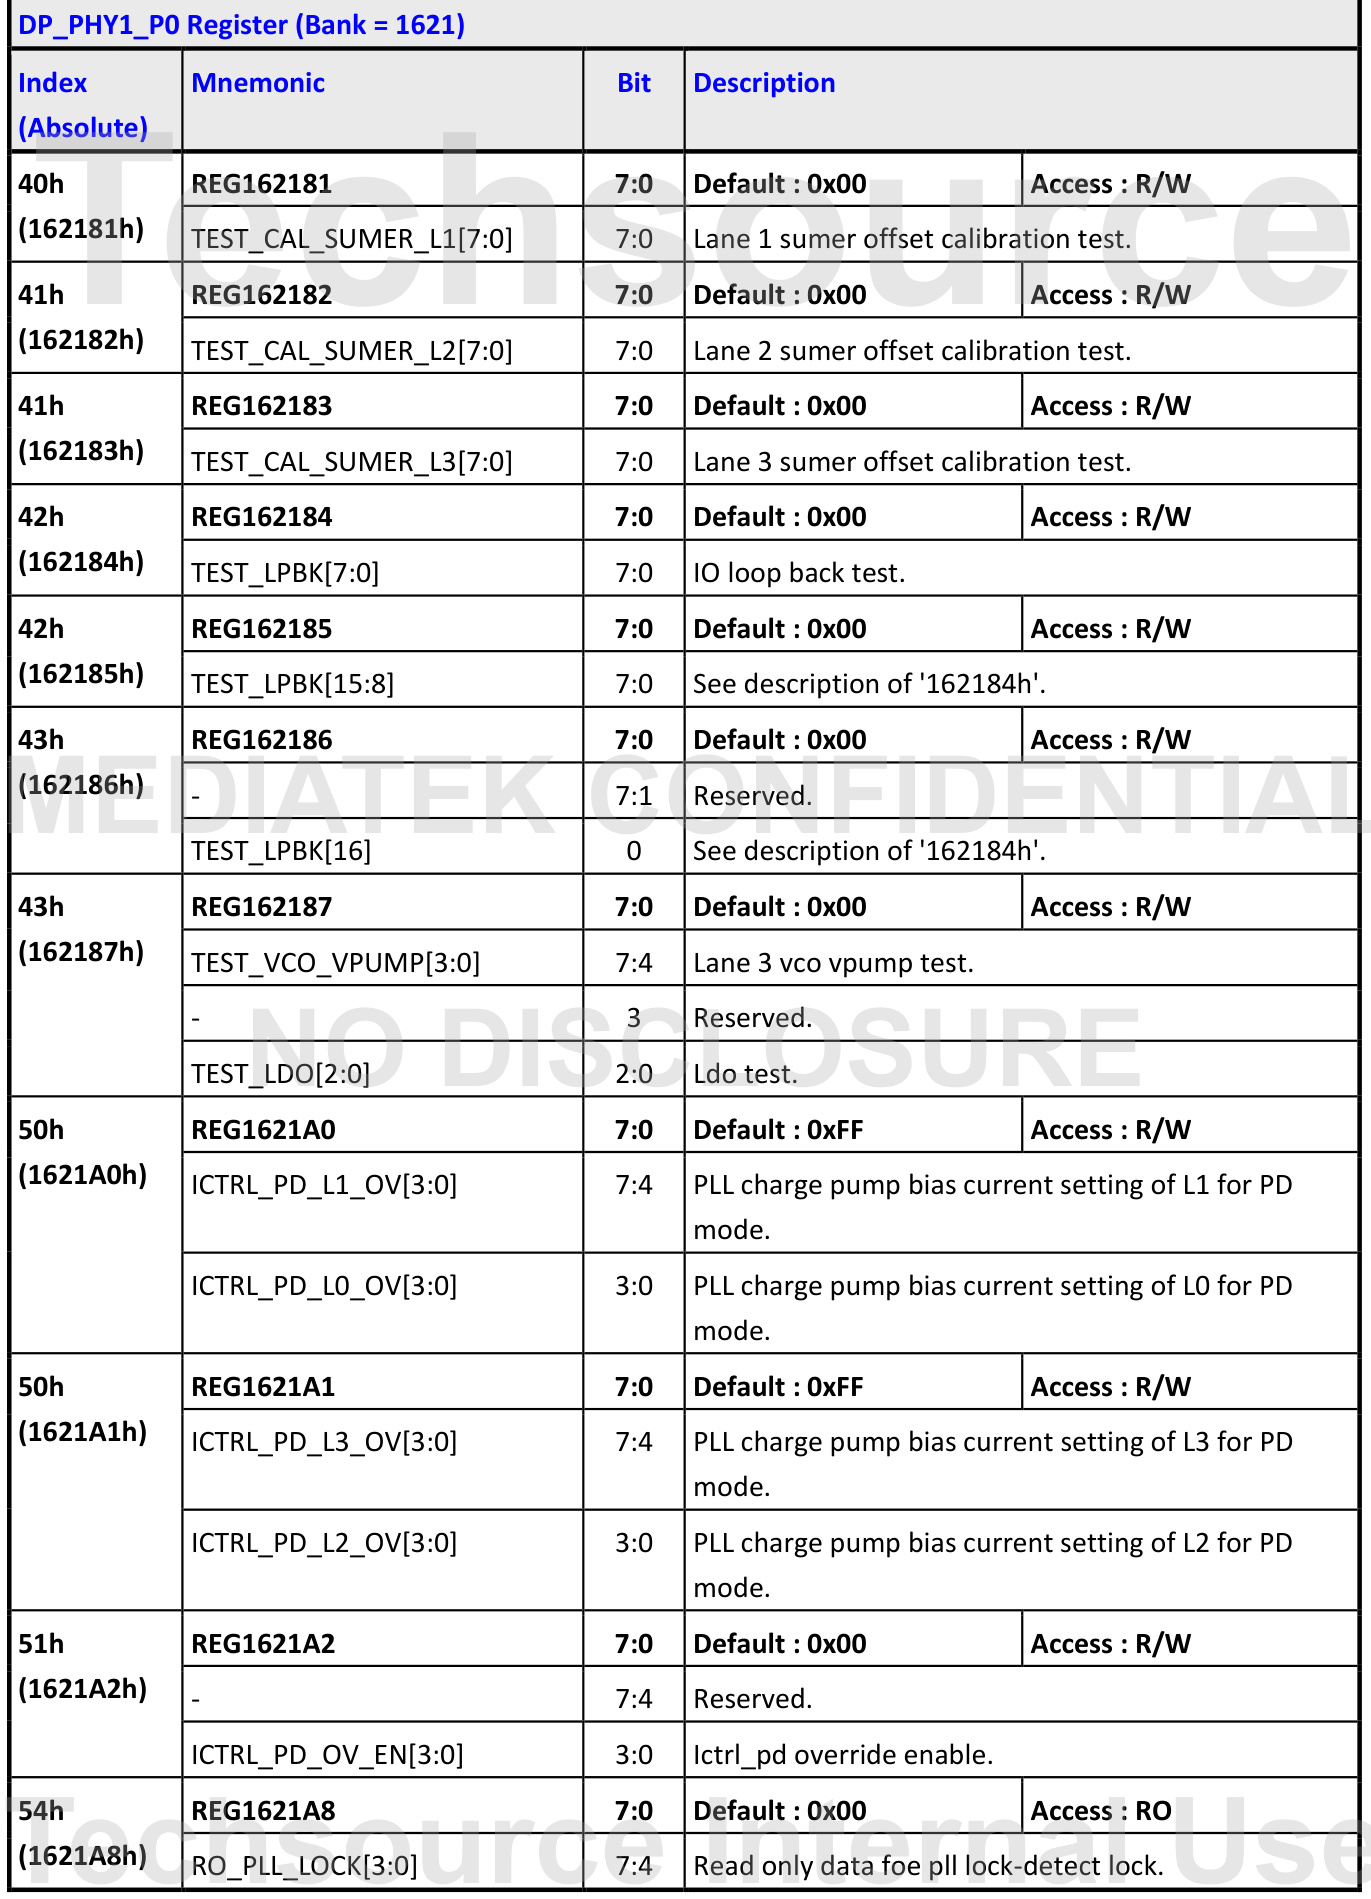 DP_PHY1_P0 Register (Bank = 1621)
Index (Absolute) Mnemonic Bit Description
40h (162181h) REG162181 7:0 Default : 0x00 Access : R/W
TEST_CAL_SUMER_L1[7:0] 7:0 Lane 1 sumer offset calibration test.
41h (162182h) REG162182 7:0 Default : 0x00 Access : R/W
TEST_CAL_SUMER_L2[7:0] 7:0 Lane 2 sumer offset calibration test.
41h (162183h) REG162183 7:0 Default : 0x00 Access : R/W
TEST_CAL_SUMER_L3[7:0] 7:0 Lane 3 sumer offset calibration test.
42h (162184h) REG162184 7:0 Default : 0x00 Access : R/W
TEST_LPBK[7:0] 7:0 IO loop back test.
42h (162185h) REG162185 7:0 Default : 0x00 Access : R/W
TEST_LPBK[15:8] 7:0 See description of '162184h'.
43h (162186h) REG162186 7:0 Default : 0x00 Access : R/W
- 7:1 Reserved.
TEST_LPBK[16] 0 See description of '162184h'.
43h (162187h) REG162187 7:0 Default : 0x00 Access : R/W
TEST_VCO_VPUMP[3:0] 7:4 Lane 3 vco vpump test.
- 3 Reserved.
TEST_LDO[2:0] 2:0 Ldo test.
50h (1621A0h) REG1621A0 7:0 Default : 0xFF Access : R/W
ICTRL_PD_L1_OV[3:0] 7:4 PLL charge pump bias current setting of L1 for PD
mode.
ICTRL_PD_L0_OV[3:0] 3:0 PLL charge pump bias current setting of L0 for PD
mode.
50h (1621A1h) REG1621A1 7:0 Default : 0xFF Access : R/W
ICTRL_PD_L3_OV[3:0] 7:4 PLL charge pump bias current setting of L3 for PD
mode.
ICTRL_PD_L2_OV[3:0] 3:0 PLL charge pump bias current setting of L2 for PD
mode.
51h (1621A2h) REG1621A2 7:0 Default : 0x00 Access : R/W
- 7:4 Reserved.
ICTRL_PD_OV_EN[3:0] 3:0 Ictrl_pd override enable.
54h (1621A8h) REG1621A8 7:0 Default : 0x00 Access : RO
RO_PLL_LOCK[3:0] 7:4 Read only data foe pll lock-detect lock.
Techsource
MEDIATEK CONFIDENTIAL
NO DISCLOSURE
Techsource Internal Use